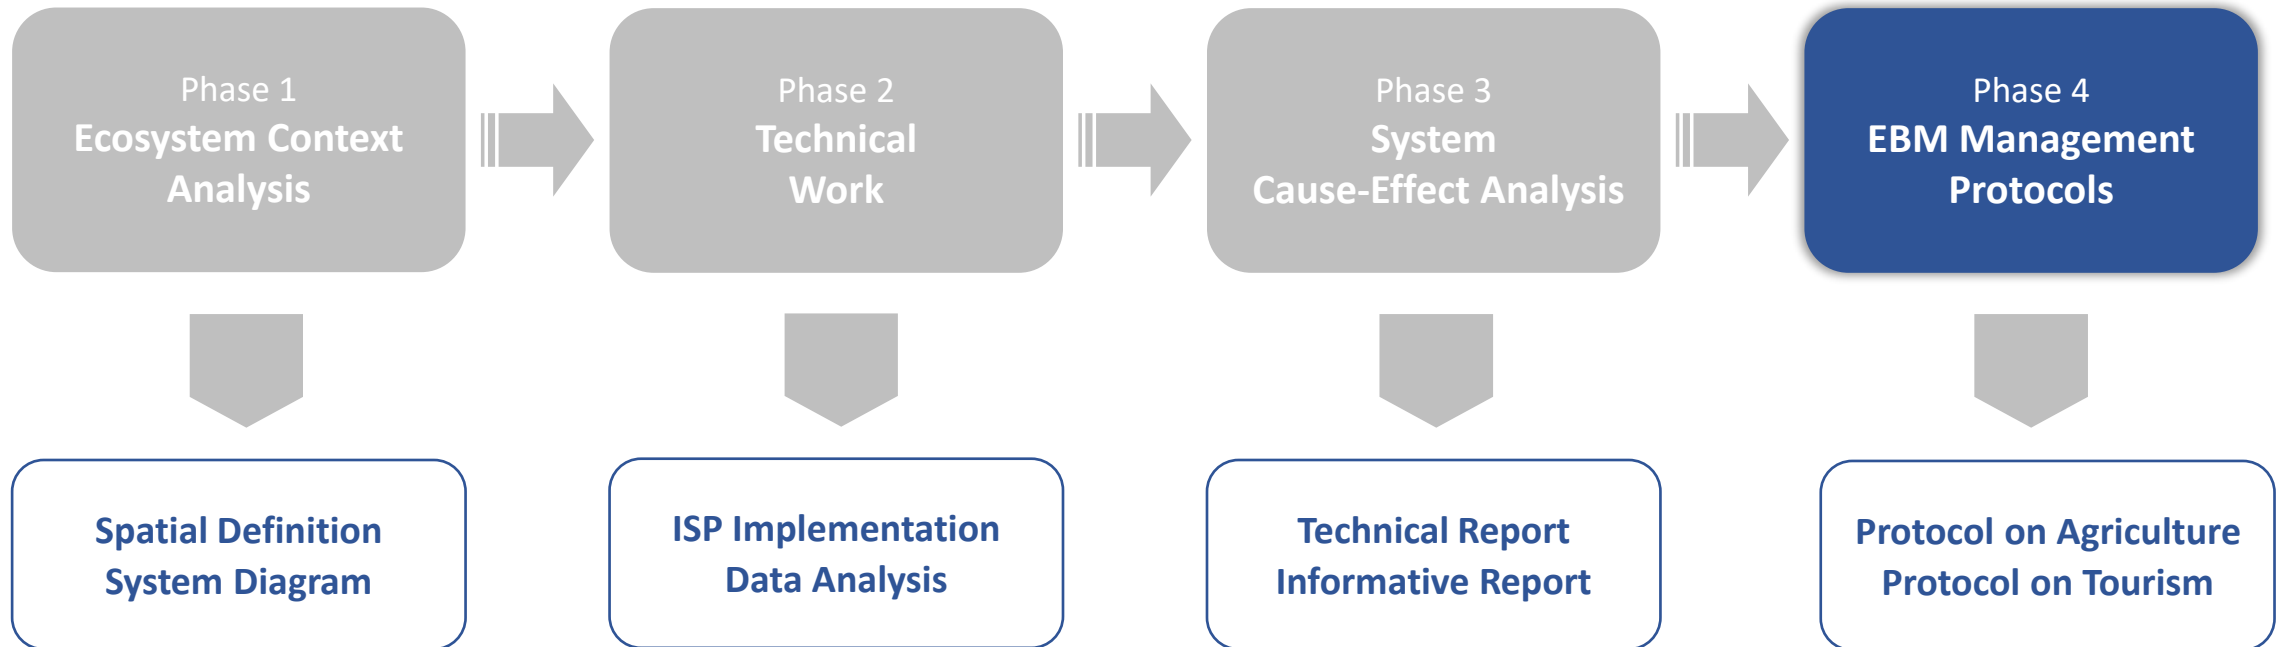 Phase 1
Ecosystem Context
Analysis
Phase 2
Technical
Work
Phase 3
System
Cause-Effect Analysis
Phase 4
EBM Management
Protocols
Spatial Definition
System Diagram
ISP Implementation
Data Analysis
Technical Report
Informative Report
Protocol on Agriculture
Protocol on Tourism